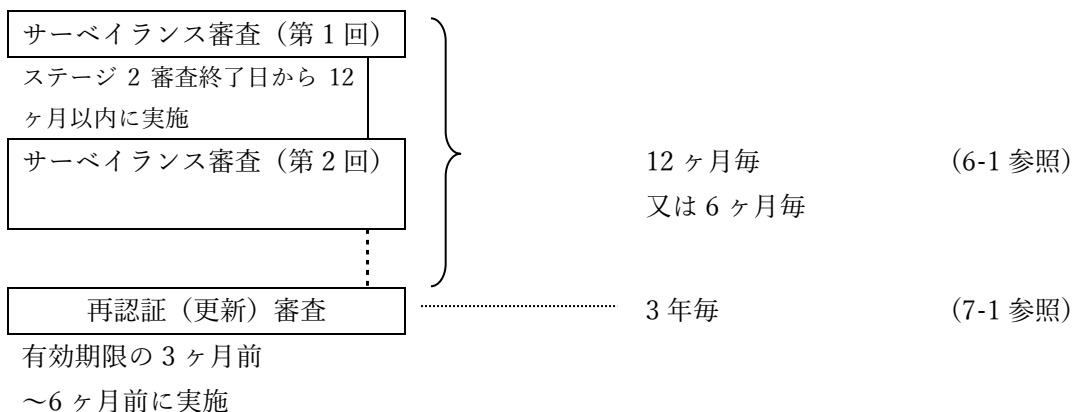 サーベイランス審査（第1回）
ステージ 2 審査終了日から 12
ヶ月以内に実施
サーベイランス審査（第2回）
12 ヶ月毎
(6-1 参照)
又は 6 ヶ月毎
再認証（更新）審査
3 年毎
(7-1 参照)
有効期限の 3 ヶ月前
～6 ヶ月前に実施